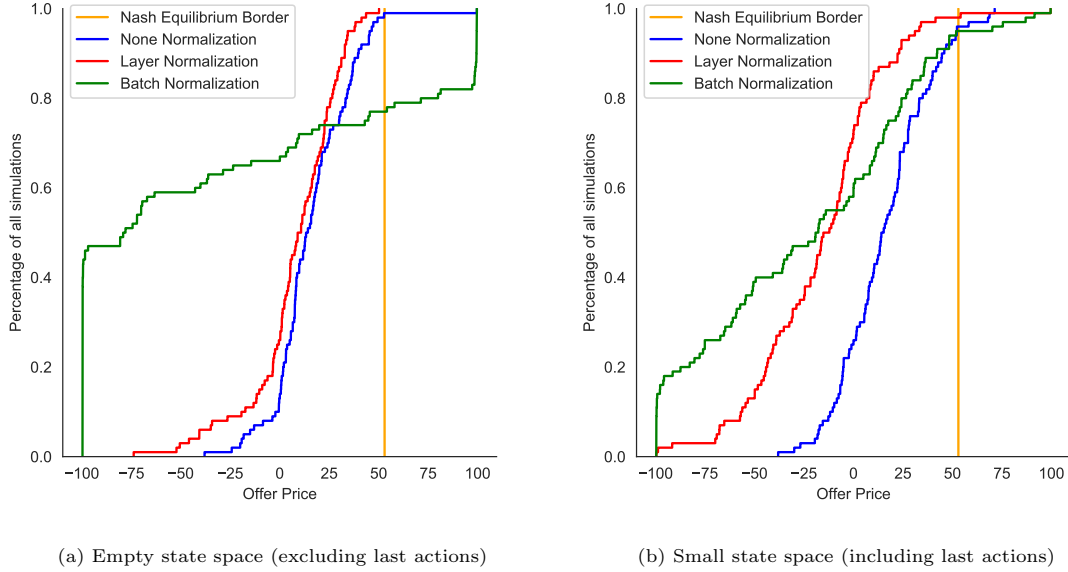 Nash Equilibrium Border
None Normalization
Layer Normalization
Batch Normalization
Percentage of all simulations
1.0
0.8
0.6
0.4
0.2
0.0
−100
−75
−50
−25
0
25
50
75
100
Offer Price
(a) Empty state space (excluding last actions)
Nash Equilibrium Border
None Normalization
Layer Normalization
Batch Normalization
Percentage of all simulations
1.0
0.8
0.6
0.4
0.2
0.0
−100
−75
−50
−25
0
25
50
75
100
Offer Price
(b) Small state space (including last actions)